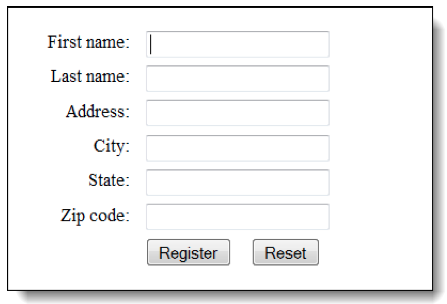 First name:
Last name:
Address:
City:
State:
Zip code:
Register Reset